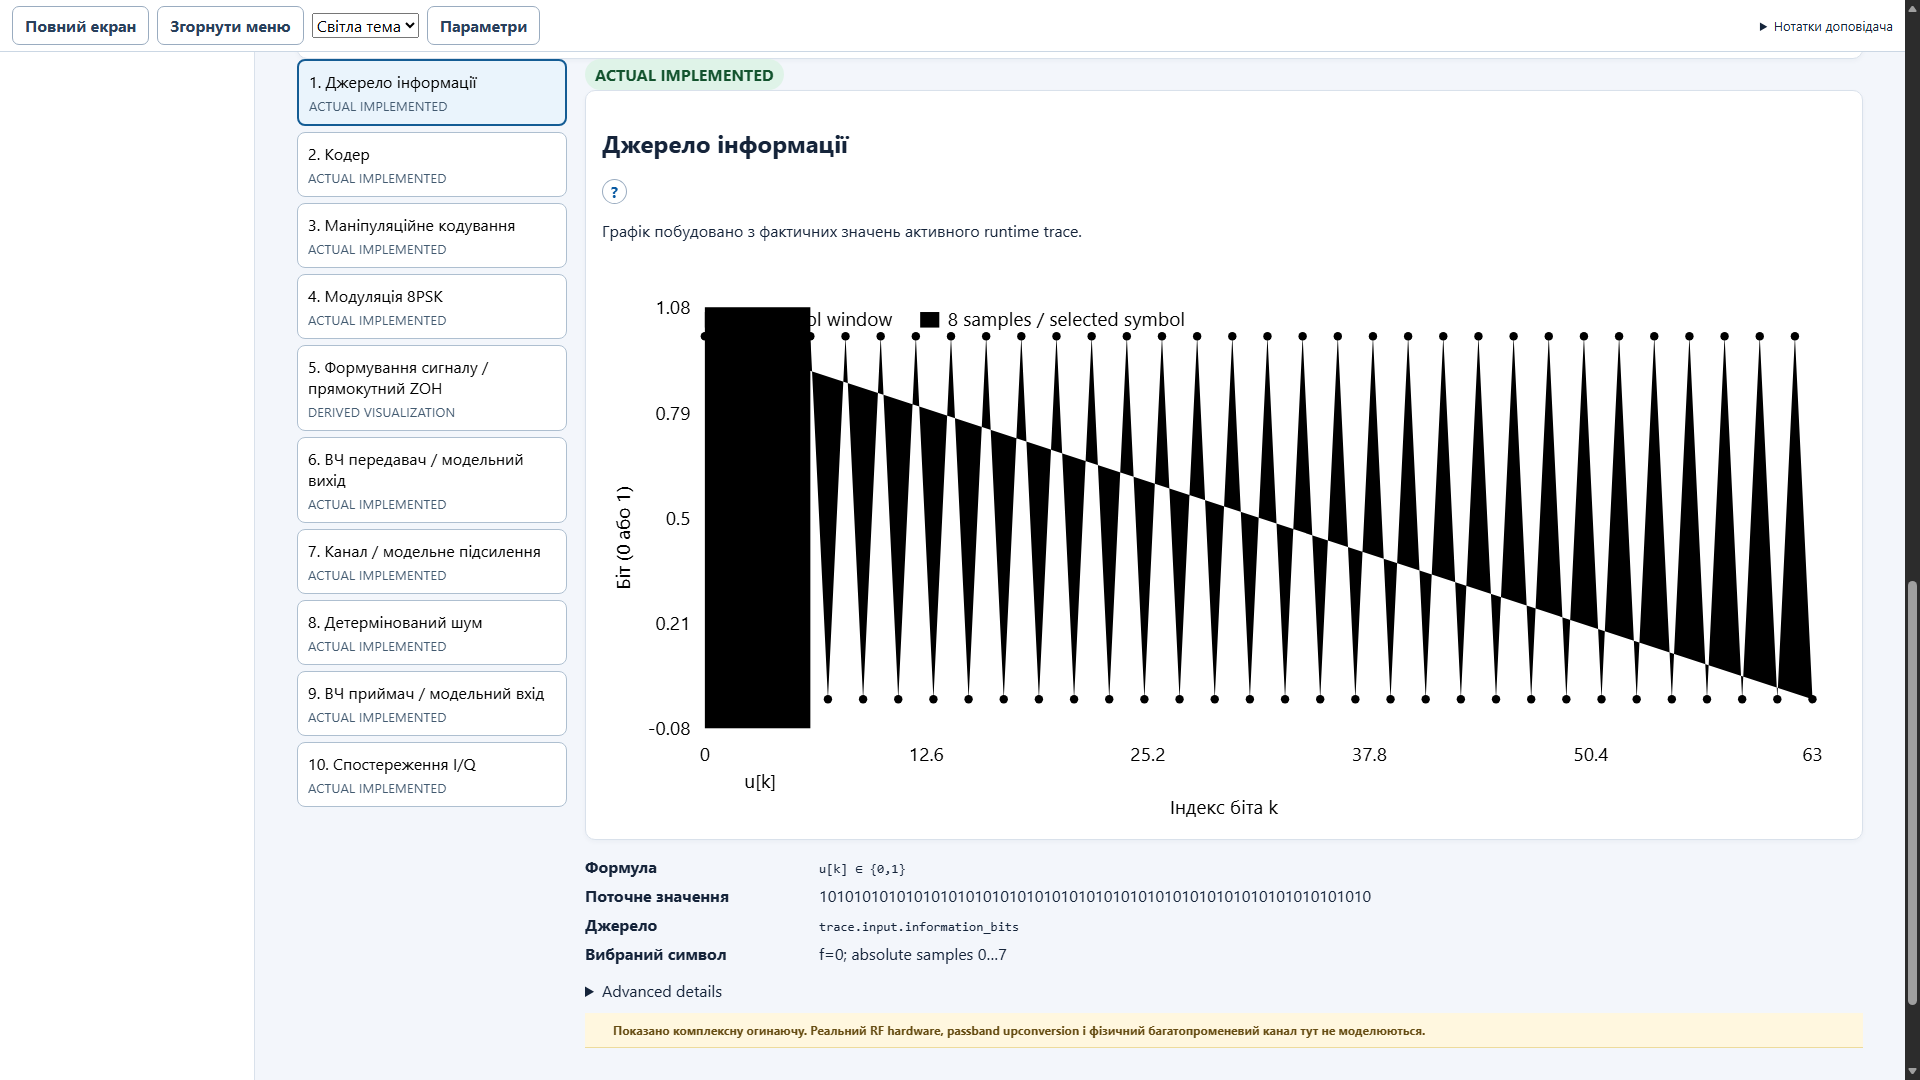 Повний екран
Згорнути меню
Світла тема
Параметри
Нотатки доповідача
1. Джерело інформації
ACTUAL IMPLEMENTED
2. Кодер
ACTUAL IMPLEMENTED
3. Маніпуляційне кодування
ACTUAL IMPLEMENTED
4. Модуляція 8PSK
ACTUAL IMPLEMENTED
5. Формування сигналу /
прямокутний ZOH
DERIVED VISUALIZATION
6. ВЧ передавач / модельний
вихід
ACTUAL IMPLEMENTED
7. Канал / модельне підсилення
ACTUAL IMPLEMENTED
8. Детермінований шум
ACTUAL IMPLEMENTED
9. ВЧ приймач / модельний вхід
ACTUAL IMPLEMENTED
10. Спостереження I/Q
ACTUAL IMPLEMENTED
ACTUAL IMPLEMENTED
Джерело інформації
?
Графік побудовано з фактичних значень активного runtime trace.
window
8 samples / selected symbol
1.08
0.79
0.5
0.21
-0.08
Біт (0 або 1)
0
12.6
25.2
37.8
50.4
63
u[k]
Індекс біта k
Формула
u[k] ∈ {0,1}
Поточне значення
1010101010101010101010101010101010101010101010101010101010101010
Джерело
trace.input.information_bits
Вибраний символ
f=0; absolute samples 0…7
Advanced details
Показано комплексну огинаючу. Реальний RF hardware, passband upconversion і фізичний багатопроменевий канал тут не моделюються.